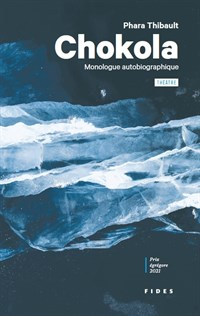 Phara Thibault
Chokola
Monologue autobiographique
THÉÂTRE
Prix
égrégore
2021
FIDES